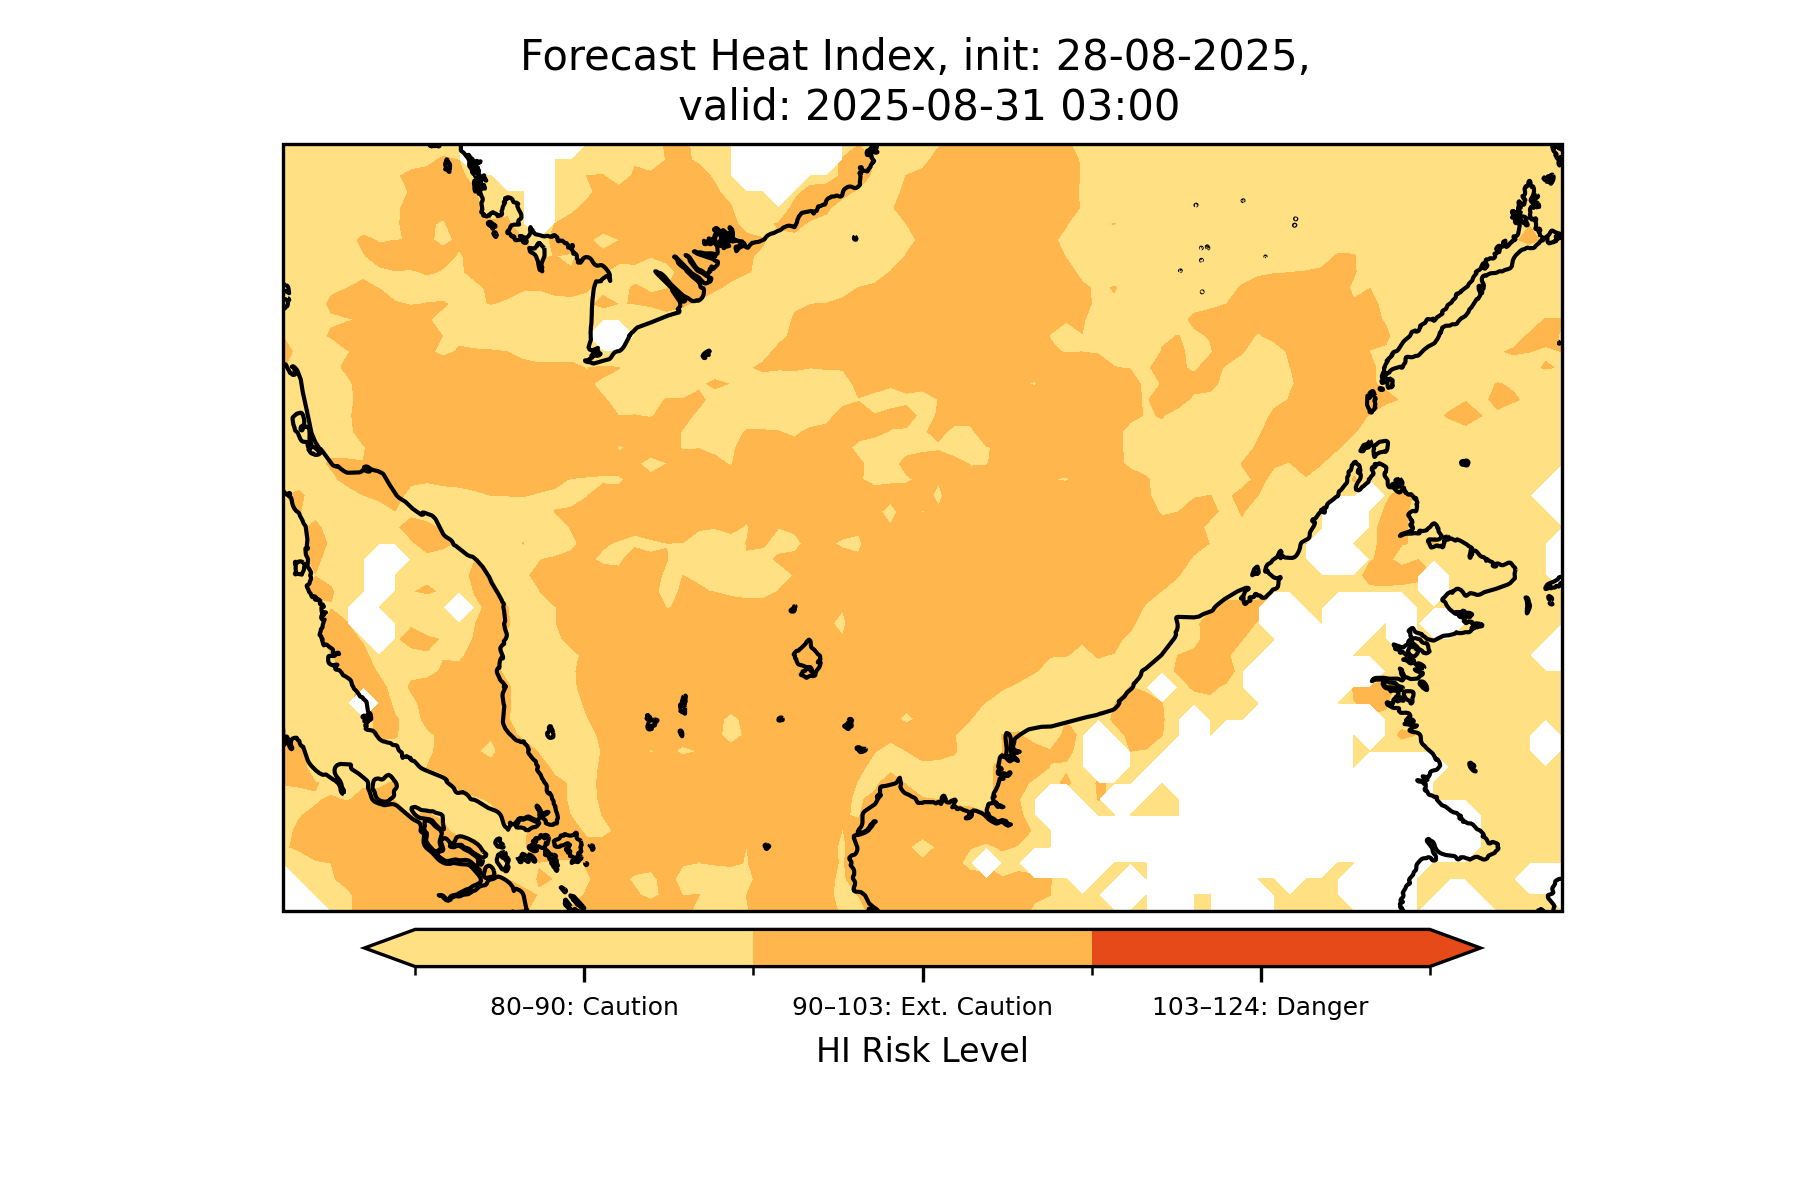 Forecast Heat Index, init: 28-08-2025,
valid: 2025-08-31 03:00
80–90: Caution
90–103: Ext. Caution
103–124: Danger
HI Risk Level